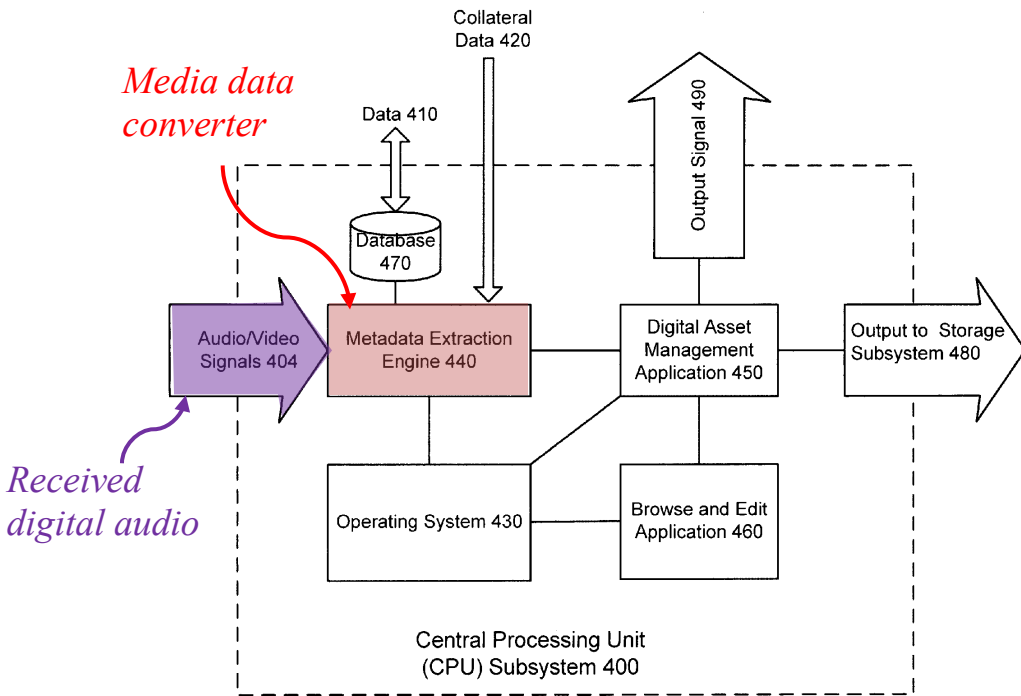 Collateral
Data 420
Media data
converter
Data 410
Output Signal 490
Database
470
Audio/Video
Signals 404
Metadata Extraction
Engine 440
Digital Asset
Management
Application 450
Output to Storage
Subsystem 480
Received
digital audio
Operating System 430
Browse and Edit
Application 460
Central Processing Unit
(CPU) Subsystem 400